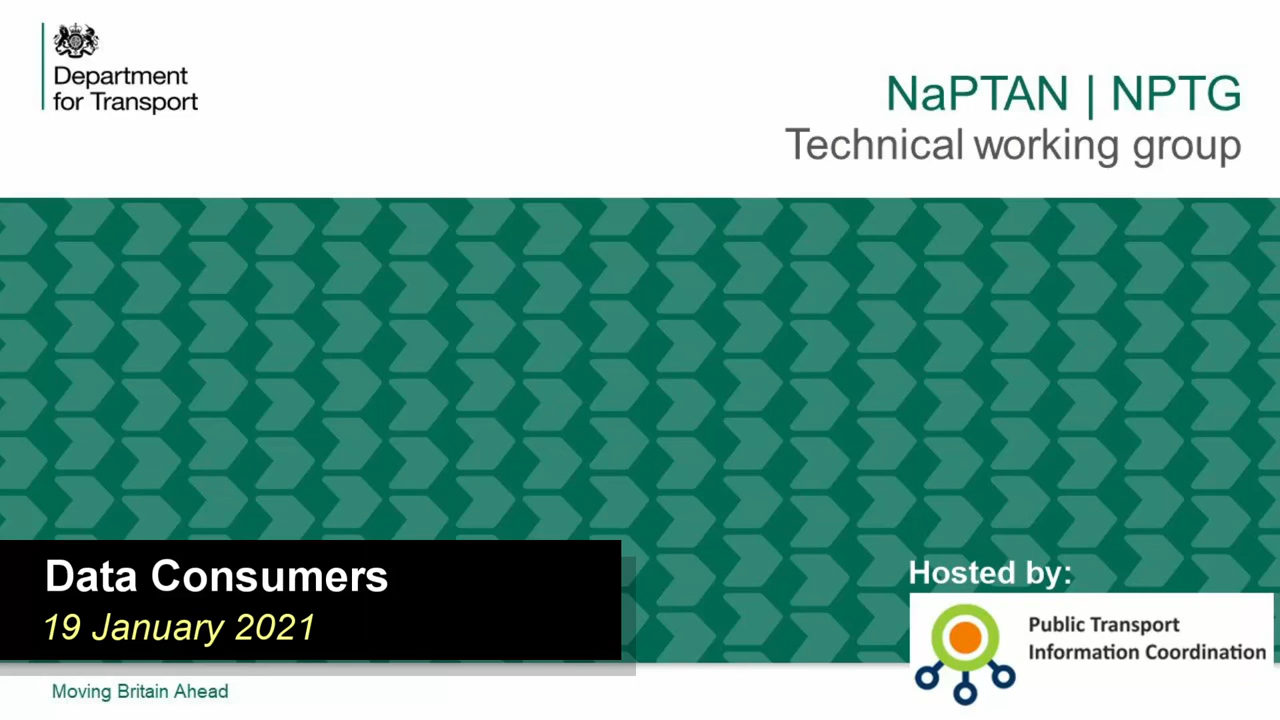 Department
for Transport
NaPTAN | NPTG
Technical working group
Data Consumers
19 January 2021
Hosted by:
Public Transport
Information Coordination
Moving Britain Ahead